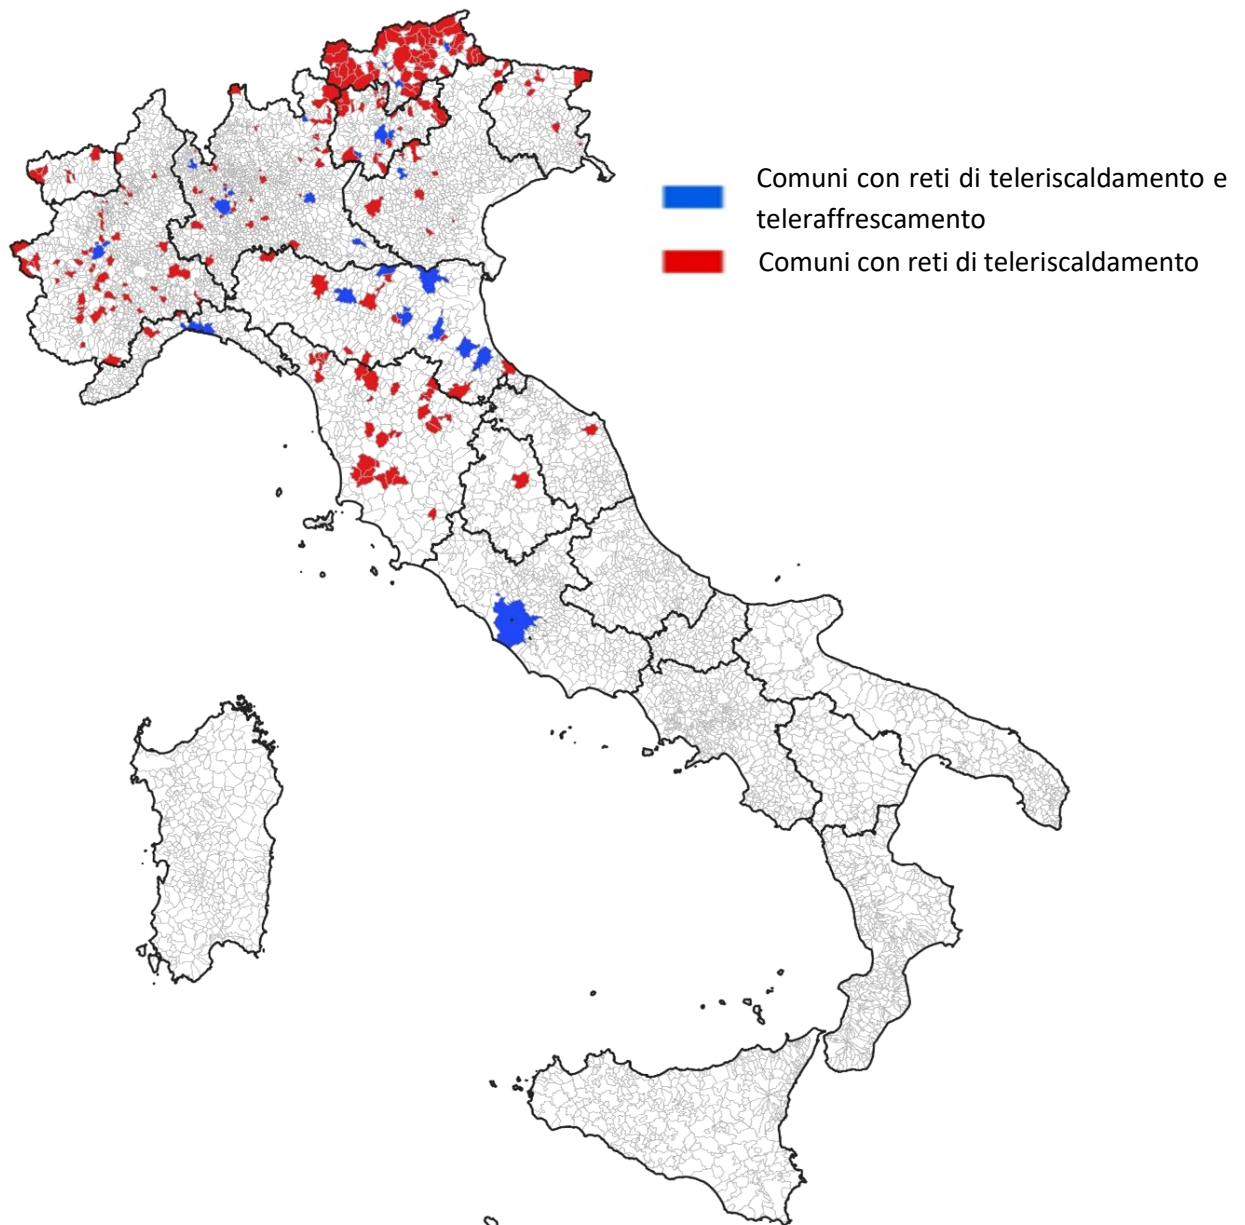 Comuni con reti di teleriscaldamento e
teleraffrescamento
Comuni con reti di teleriscaldamento